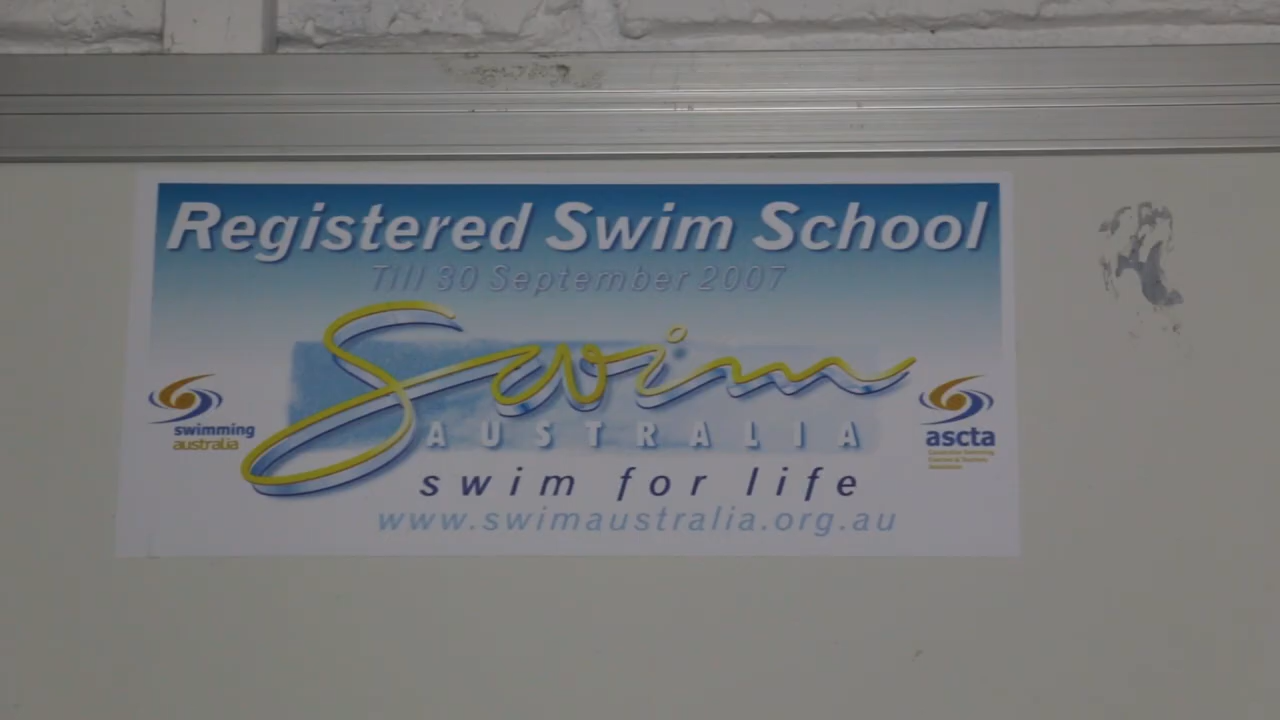 Registered Swim School
Till 30 September 2007
Swim
AUSTRALIA
swimming
australia
ascta
swim for life
www.swimaustralia.org.au